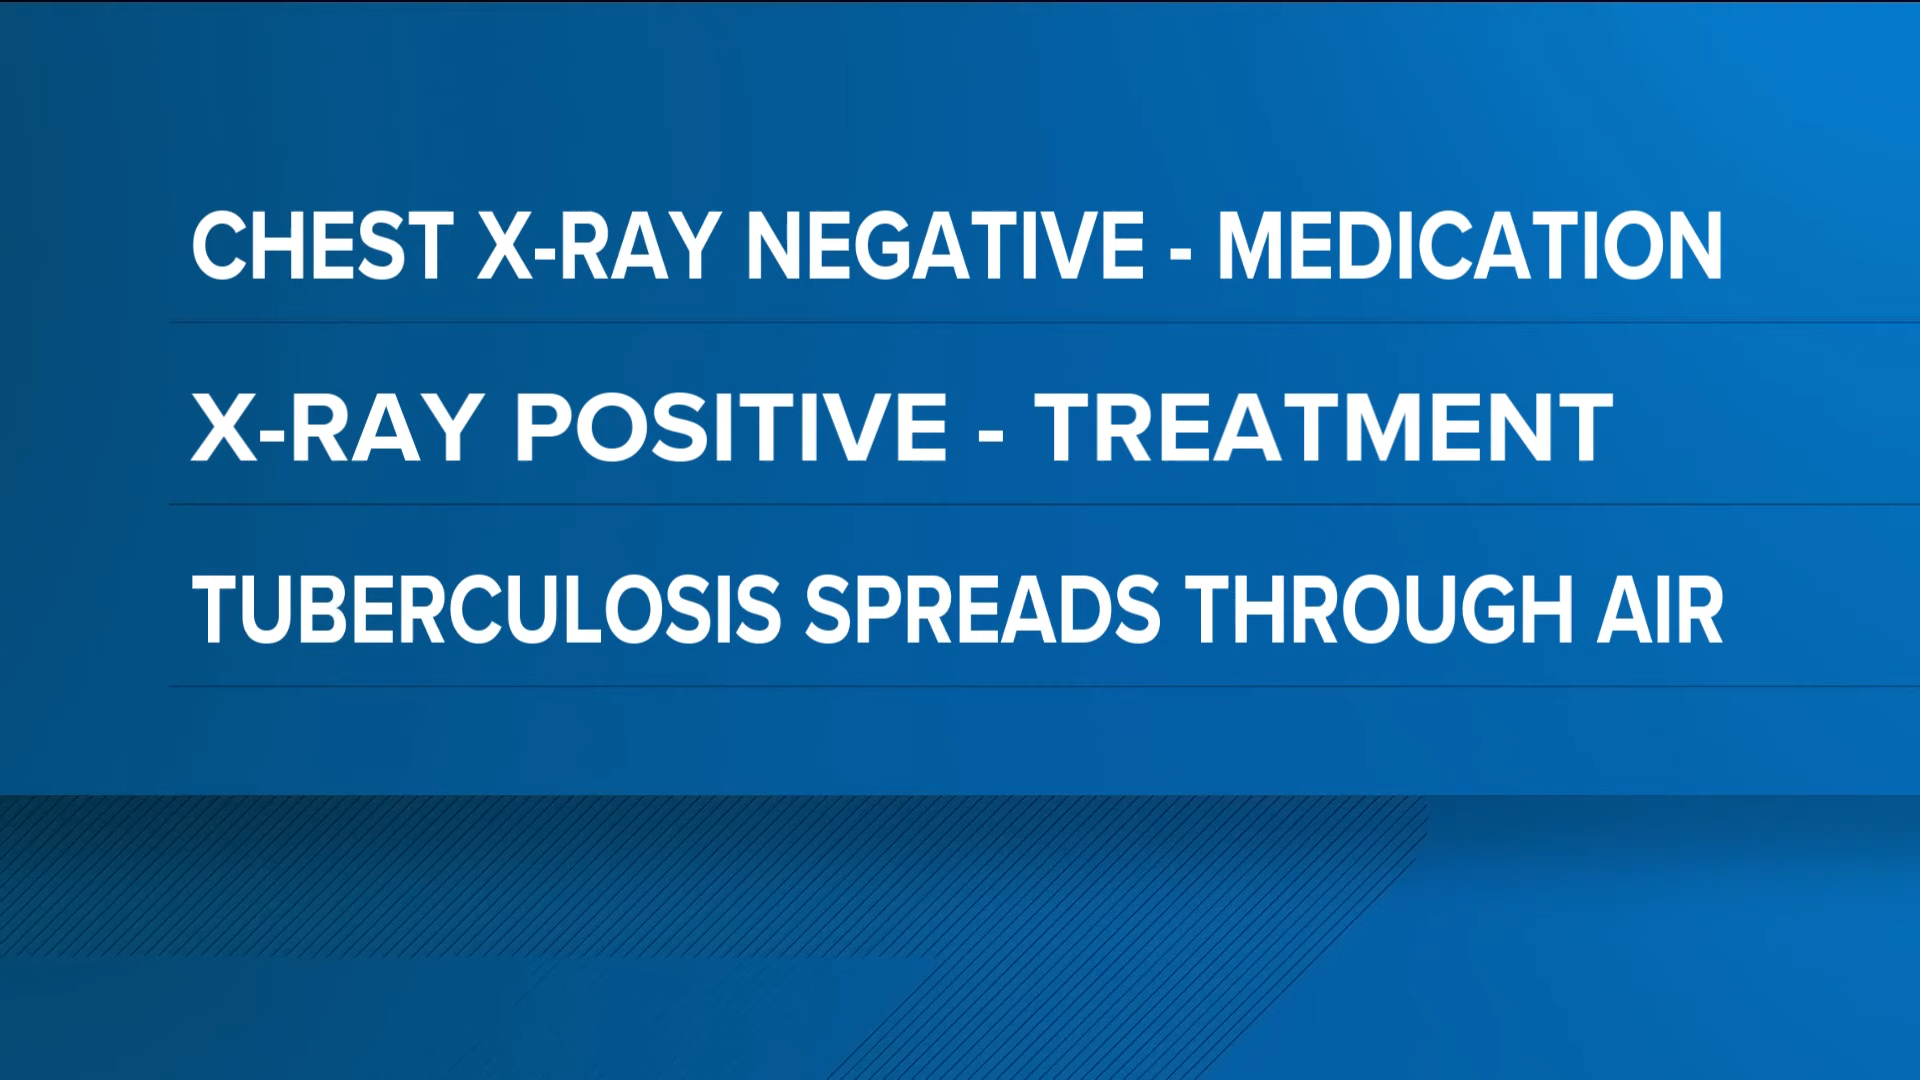 CHEST X-RAY NEGATIVE - MEDICATION
X-RAY POSITIVE - TREATMENT
TUBERCULOSIS SPREADS THROUGH AIR